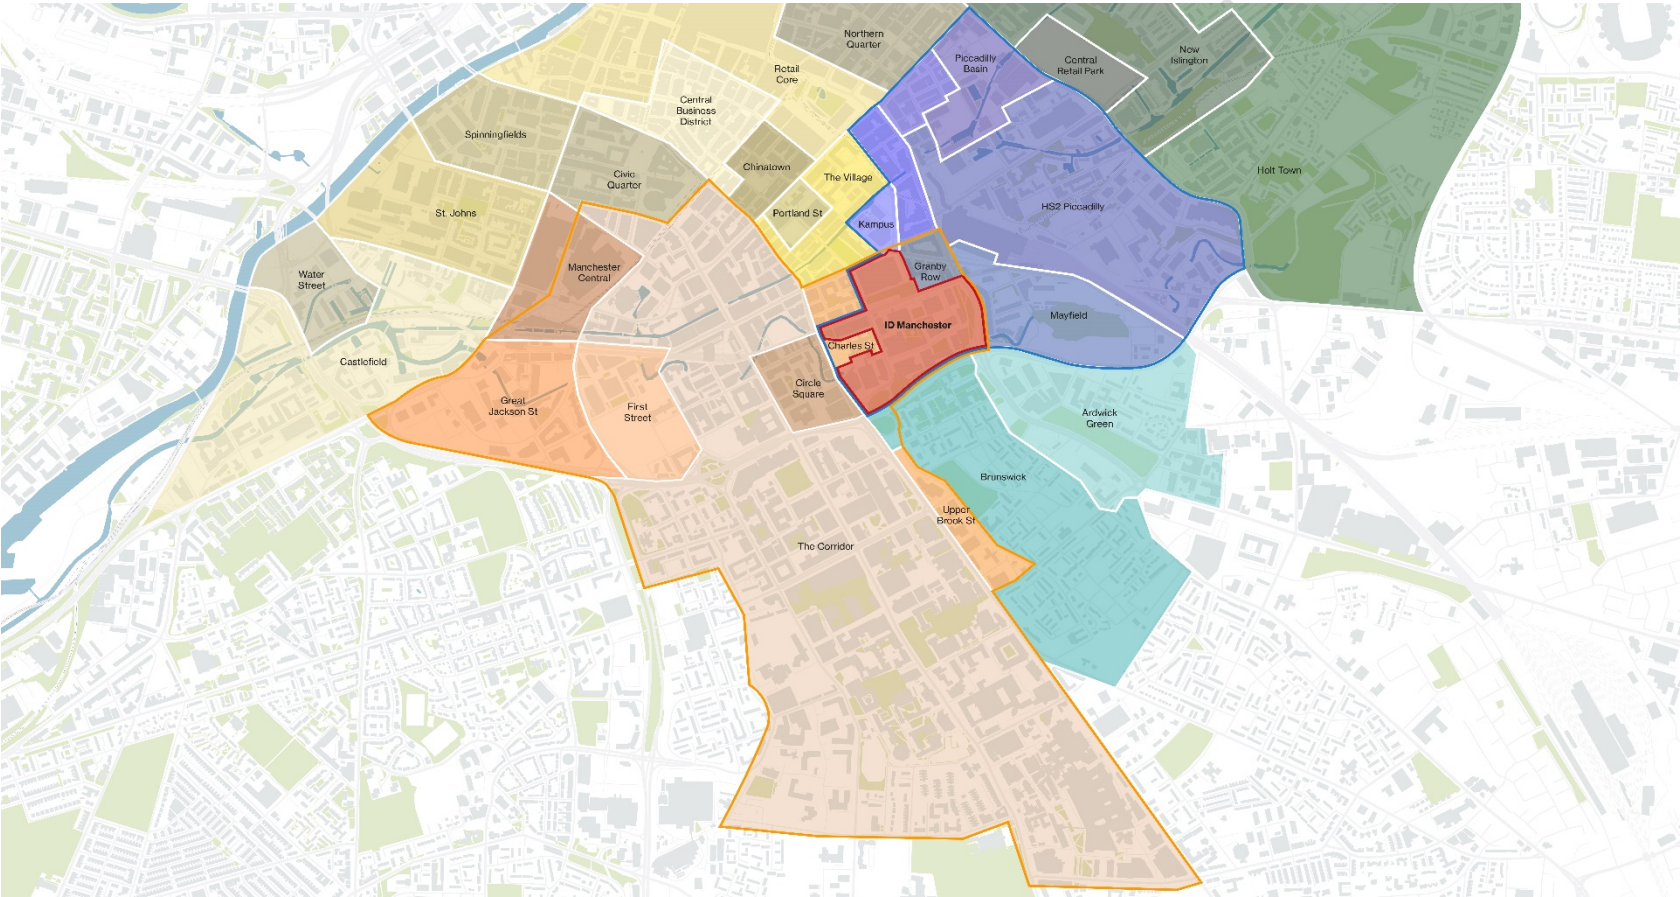 Northern
Quarter
Piccadilly
Basin
Central
Retail Park
New
Islington
Retail
Core
Central
Business
District
Spinningfields
Chinatown
The Village
Civic
Quarter
Holt Town
St. Johns
Portland St
Kampus
HS2 Piccadilly
Water
Street
Manchester
Central
Granby
Row
ID Manchester
Mayfield
Charles St
Castlefield
Circle
Square
Great
Jackson St
First
Street
Ardwick
Green
Brunswick
Upper
Brook St
The Corridor